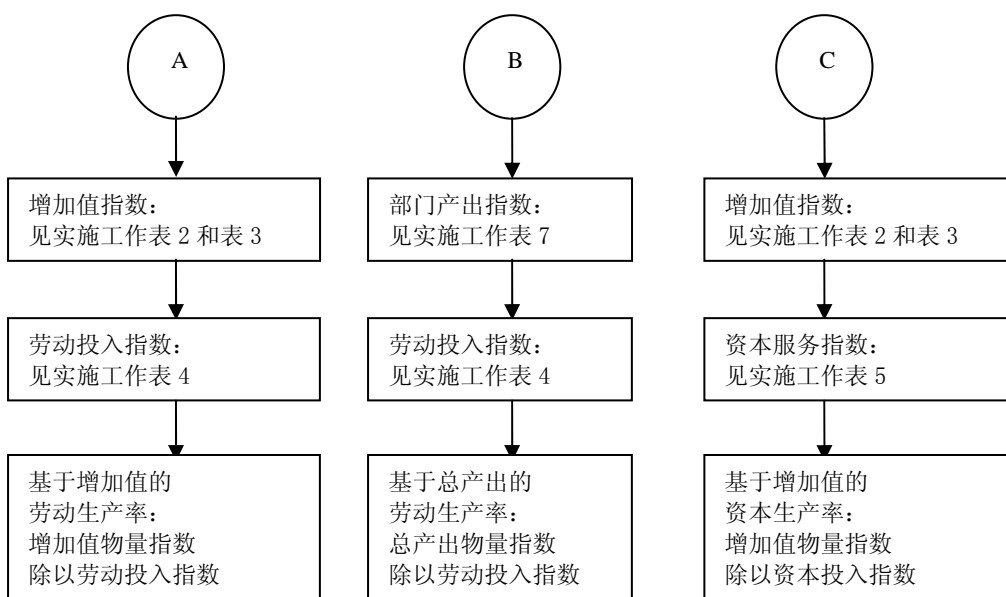 A
B
C
增加值指数：
见实施工作表 2 和表 3
部门产出指数：
见实施工作表 7
增加值指数：
见实施工作表 2 和表 3
劳动投入指数：
见实施工作表 4
劳动投入指数：
见实施工作表 4
资本服务指数：
见实施工作表 5
基于增加值的
劳动生产率：
增加值物量指数
除以劳动投入指数
基于总产出的
劳动生产率：
总产出物量指数
除以劳动投入指数
基于增加值的
资本生产率：
增加值物量指数
除以资本投入指数